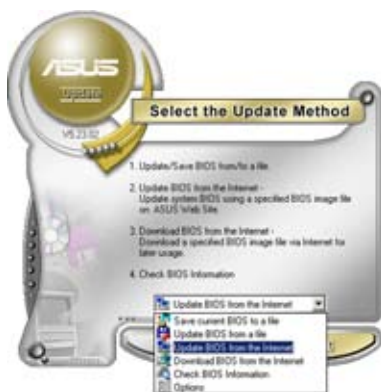 ASUS
Update
Select the Update Method
1. Update/Save BIOS from/to a file.
2. Update BIOS from the Internet -
Update system BIOS using a specified BIOS image file
on ASUS Web Site.
3. Download BIOS from the Internet -
Download a specified BIOS image file via Internet for
later usage.
4. Check BIOS Information
Update BIOS from the Internet
Save current BIOS to a file
Update BIOS from a file
Update BIOS from the Internet
Download BIOS from the Internet
Check BIOS Information
Options